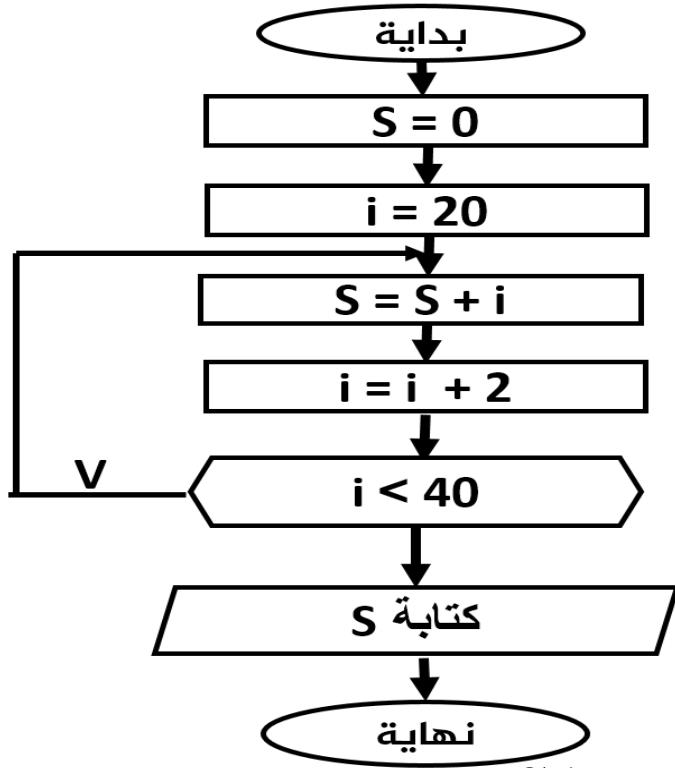 بداية
S = 0
i = 20
S = S + i
i = i + 2
V
i < 40
كتابة S
نهاية